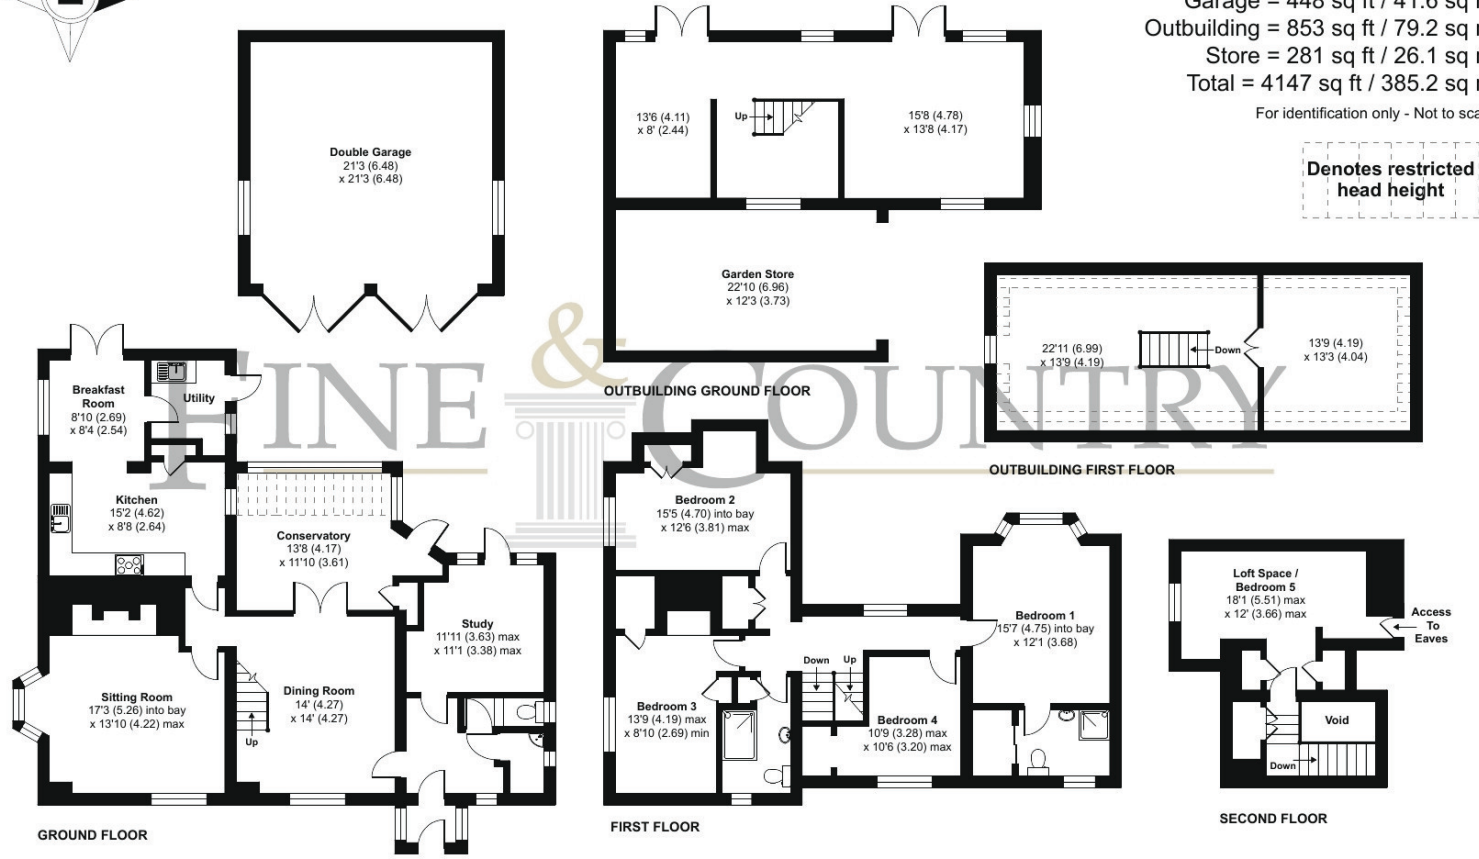 Garage = 448 sq ft / 41.6 sq
Outbuilding = 853 sq ft / 79.2 sq
Store = 281 sq ft / 26.1 sq
Total = 4147 sq ft / 385.2 sq
For identification only - Not to
Denotes restricted
head height
Double Garage
21'3 (6.48)
x 21'3 (6.48)
13'6 (4.11)
x 8' (2.44)
Up
15'8 (4.78)
x 13'8 (4.17)
Garden Store
22'10 (6.96)
x 12'3 (3.73)
OUTBUILDING GROUND FLOOR
22'11 (6.99)
x 13'9 (4.19)
Down
13'9 (4.19)
x 13'3 (4.04)
OUTBUILDING FIRST FLOOR
FINE & COUNTRY
Breakfast
Room
8'10 (2.69)
x 8'4 (2.54)
Utility
Kitchen
15'2 (4.62)
x 8'8 (2.64)
Conservatory
13'8 (4.17)
x 11'10 (3.61)
Study
11'11 (3.63) max
x 11'1 (3.38) max
Sitting Room
17'3 (5.26) into bay
x 13'10 (4.22) max
Dining Room
14' (4.27)
x 14' (4.27)
Up
GROUND FLOOR
Bedroom 2
15'5 (4.70) into bay
x 12'6 (3.81) max
Bedroom 1
15'7 (4.75) into bay
x 12'1 (3.68)
Down
Up
Bedroom 3
13'9 (4.19) max
x 8'10 (2.69) min
Bedroom 4
10'9 (3.28) max
x 10'6 (3.20) max
FIRST FLOOR
Loft Space /
Bedroom 5
18'1 (5.51) max
x 12' (3.66) max
Access
To
Eaves
Void
Down
SECOND FLOOR